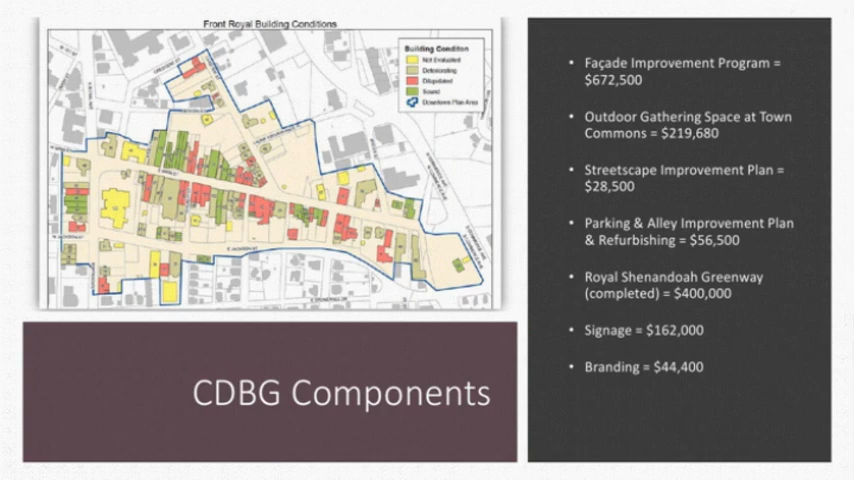 Front Royal Building Conditions
Building Conditon
Not Evaluated
Deteriorating
Dilapidated
Sound
Downtown Plan Area
• Façade Improvement Program =
$672,500
• Outdoor Gathering Space at Town
Commons = $219,680
• Streetscape Improvement Plan =
$28,500
• Parking & Alley Improvement Plan
& Refurbishing = $56,500
• Royal Shenandoah Greenway
(completed) = $400,000
• Signage = $162,000
• Branding = $44,400
CDBG Components